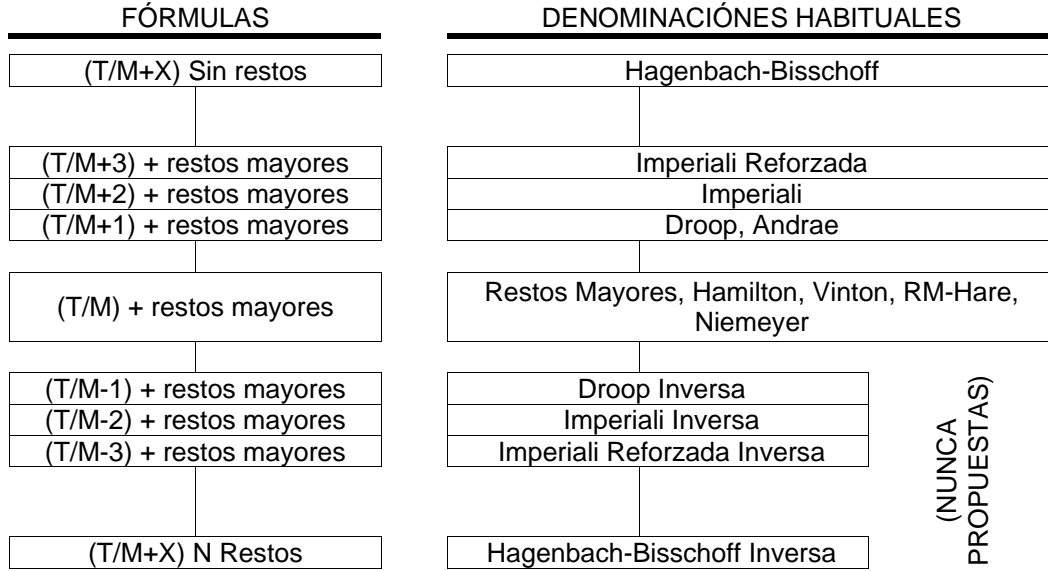 FÓRMULAS
DENOMINACIÓNES HABITUALES
(T/M+X) Sin restos
Hagenbach-Bisschoff
(T/M+3) + restos mayores
Imperiali Reforzada
(T/M+2) + restos mayores
Imperiali
(T/M+1) + restos mayores
Droop, Andrae
(T/M) + restos mayores
Restos Mayores, Hamilton, Vinton, RM-Hare,
Niemeyer
(T/M-1) + restos mayores
Droop Inversa
(T/M-2) + restos mayores
Imperiali Inversa
(T/M-3) + restos mayores
Imperiali Reforzada Inversa
(T/M+X) N Restos
Hagenbach-Bisschoff Inversa
(NUNCA
PROPUESTAS)